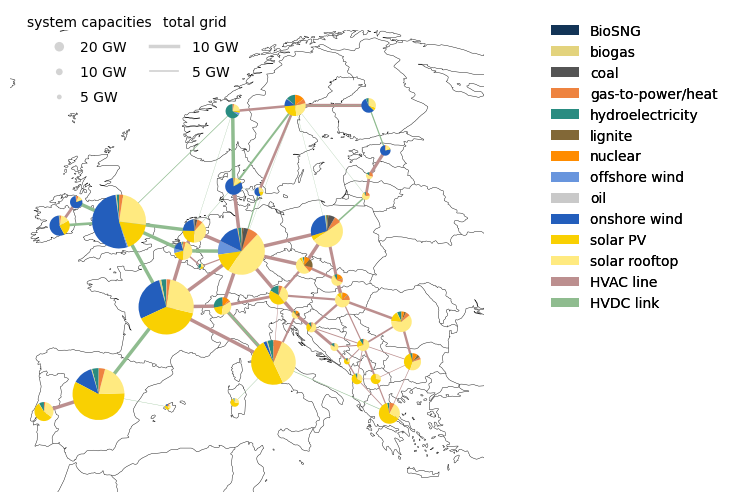 system capacities total grid
20 GW 10 GW
10 GW 5 GW
5 GW
BioSNG
biogas
coal
gas-to-power/heat
hydroelectricity
lignite
nuclear
offshore wind
oil
onshore wind
solar PV
solar rooftop
HVAC line
HVDC link